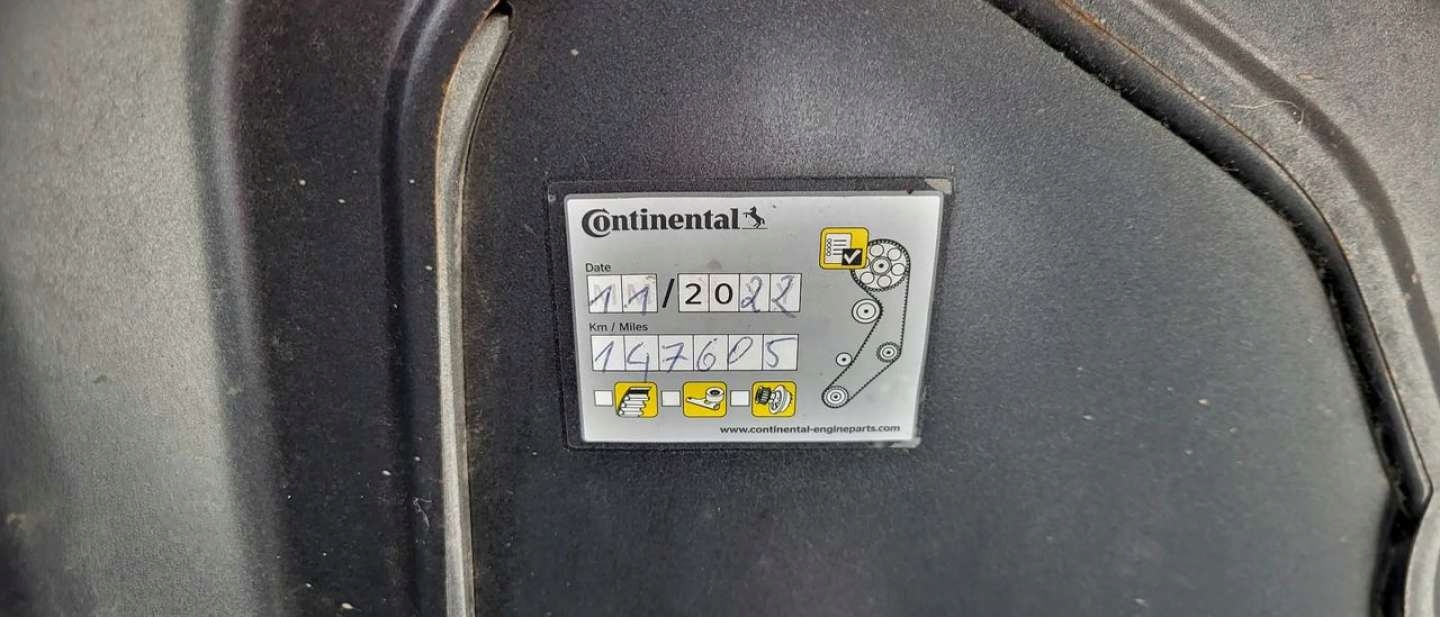 Continental
Date
11/2022
Km / Miles
147605
www.continental-engineparts.com